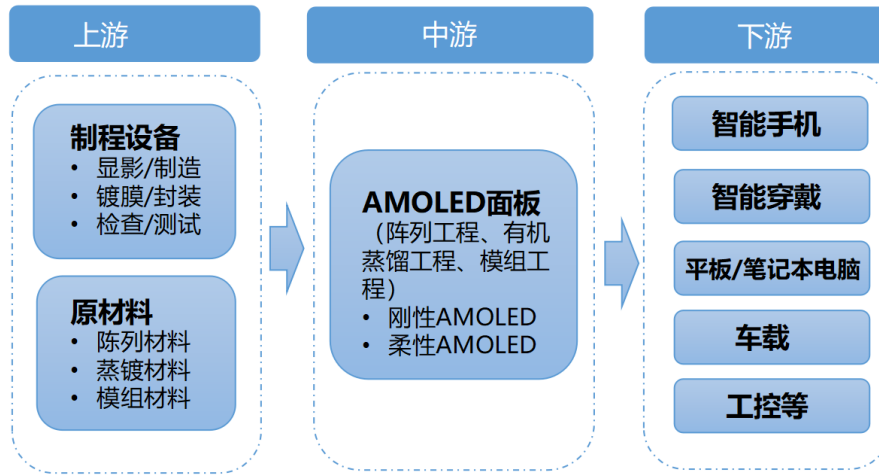 上游
制程设备
• 显影/制造
• 镀膜/封装
• 检查/测试
原材料
• 陈列材料
• 蒸镀材料
• 模组材料
中游
AMOLED面板
（阵列工程、有机
蒸馏工程、模组工
程）
• 刚性AMOLED
• 柔性AMOLED
下游
智能手机
智能穿戴
平板/笔记本电脑
车载
工控等